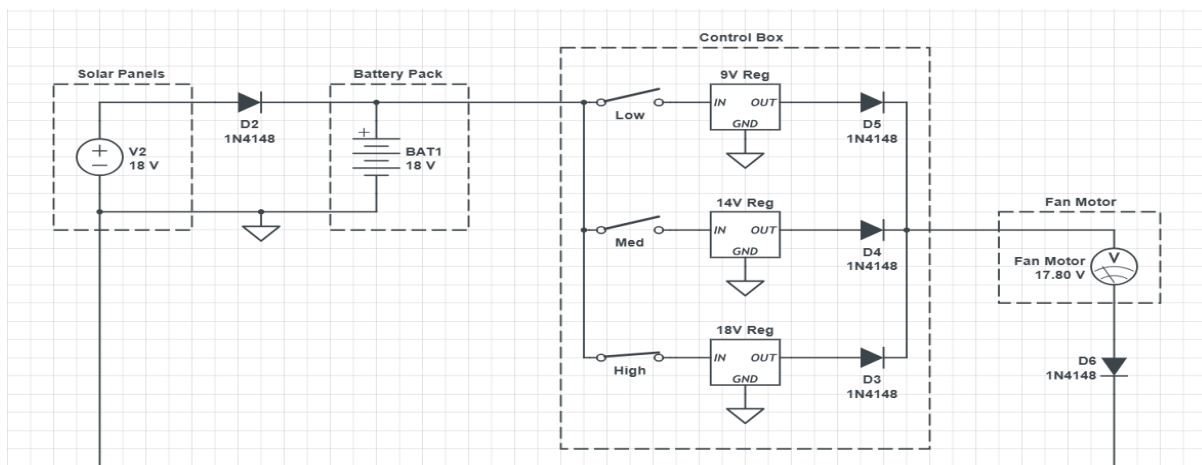 Control Box
Solar Panels
Battery Pack
D2
1N4148
+
V2
18 V
+
BAT1
18 V
Low
9V Reg
IN OUT
GND
D5
1N4148
Med
14V Reg
IN OUT
GND
D4
1N4148
High
18V Reg
IN OUT
GND
D3
1N4148
Fan Motor
Fan Motor
17.80 V
V
D6
1N4148